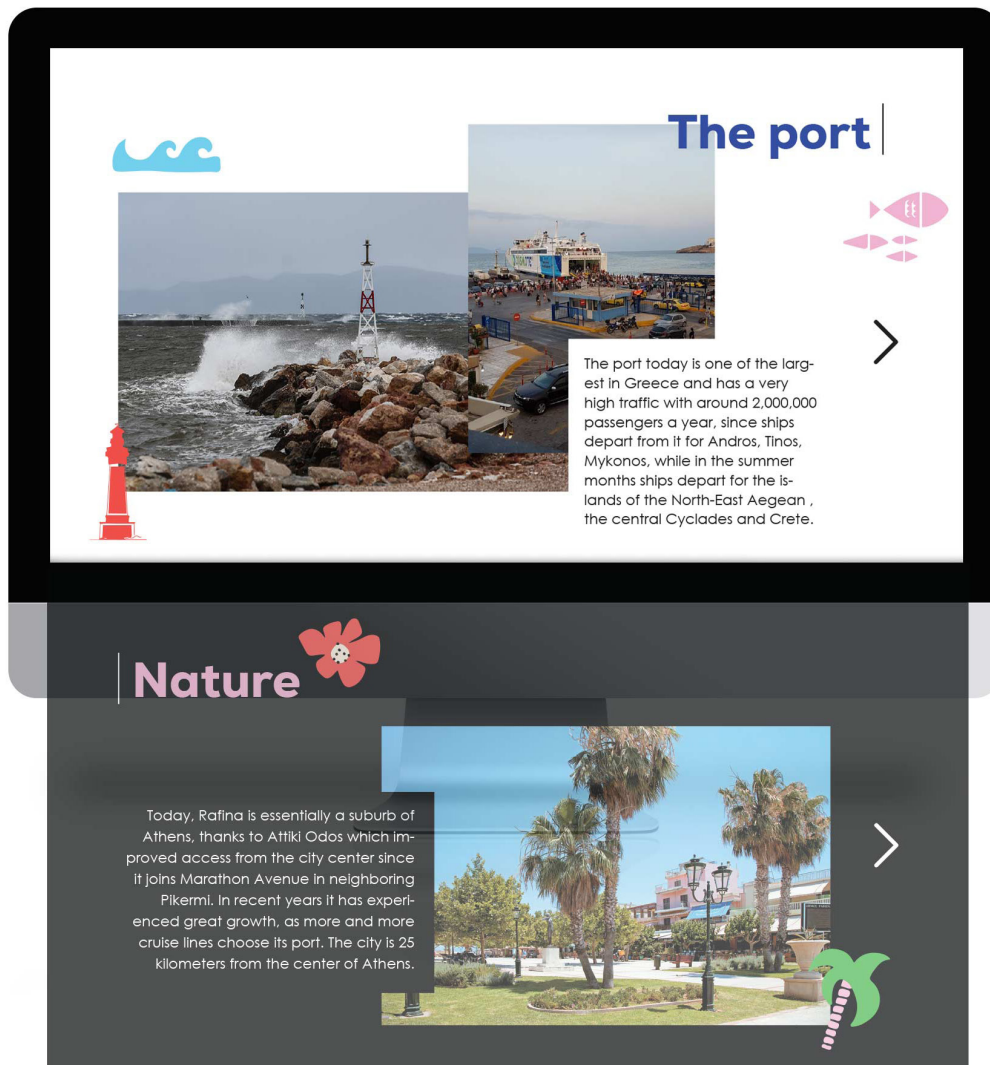 The port
The port today is one of the larg-
est in Greece and has a very
high traffic with around 2,000,000
passengers a year, since ships
depart from it for Andros, Tinos,
Mykonos, while in the summer
months ships depart for the is-
lands of the North-East Aegean ,
the central Cyclades and Crete.
Nature
Today, Rafina is essentially a suburb of
Athens, thanks to Attiki Odos which im-
proved access from the city center since
it joins Marathon Avenue in neighboring
Pikermi. In recent years it has experi-
enced great growth, as more and more
cruise lines choose its port. The city is 25
kilometers from the center of Athens.